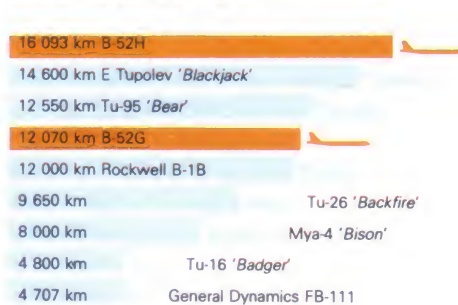 16 093 km B-52H
14 600 km E Tupolev 'Blackjack'
12 550 km Tu-95 'Bear'
12 070 km B-52G
12 000 km Rockwell B-1B
9 650 km Tu-26 'Backfire'
8 000 km Mya-4 'Bison'
4 800 km Tu-16 'Badger'
4 707 km General Dynamics FB-111